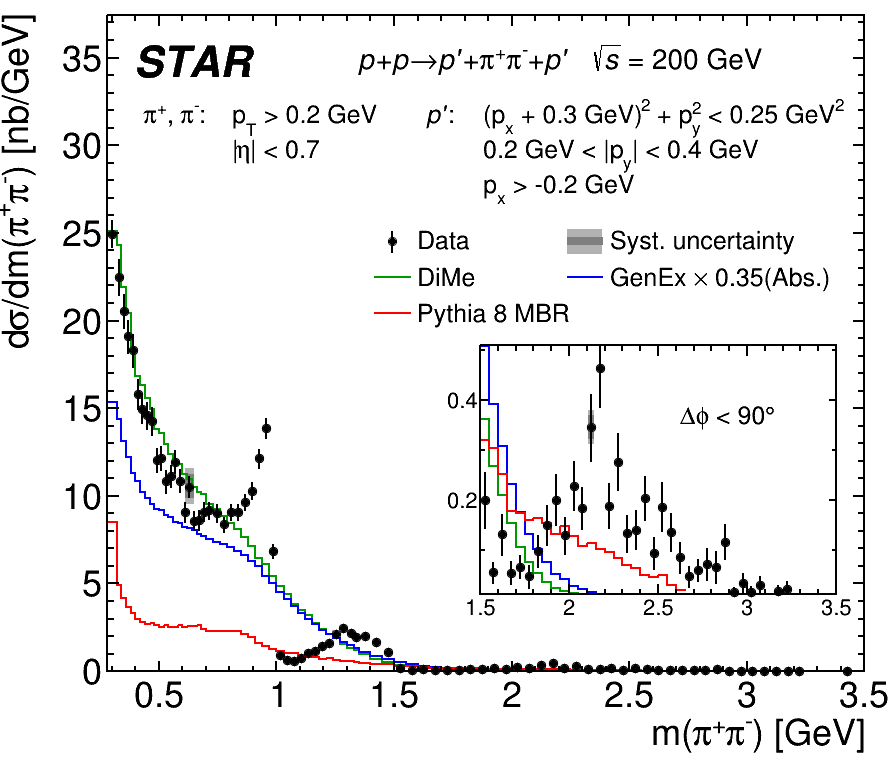 STAR p+p→p′+π⁺π⁻+p′ √s = 200 GeV
π⁺, π⁻: p_T > 0.2 GeV p′: (p_x + 0.3 GeV)² + p_y² < 0.25 GeV²
|η| < 0.7 0.2 GeV < |p_y| < 0.4 GeV
p_x > -0.2 GeV
Data Syst. uncertainty
DiMe GenEx × 0.35(Abs.)
Pythia 8 MBR
Δϕ < 90°
0.4
0.2
1.5 2 2.5 3 3.5
dσ/dm(π⁺π⁻) [nb/GeV]
35
30
25
20
15
10
5
0
0.5 1 1.5 2 2.5 3 3.5
m(π⁺π⁻) [GeV]